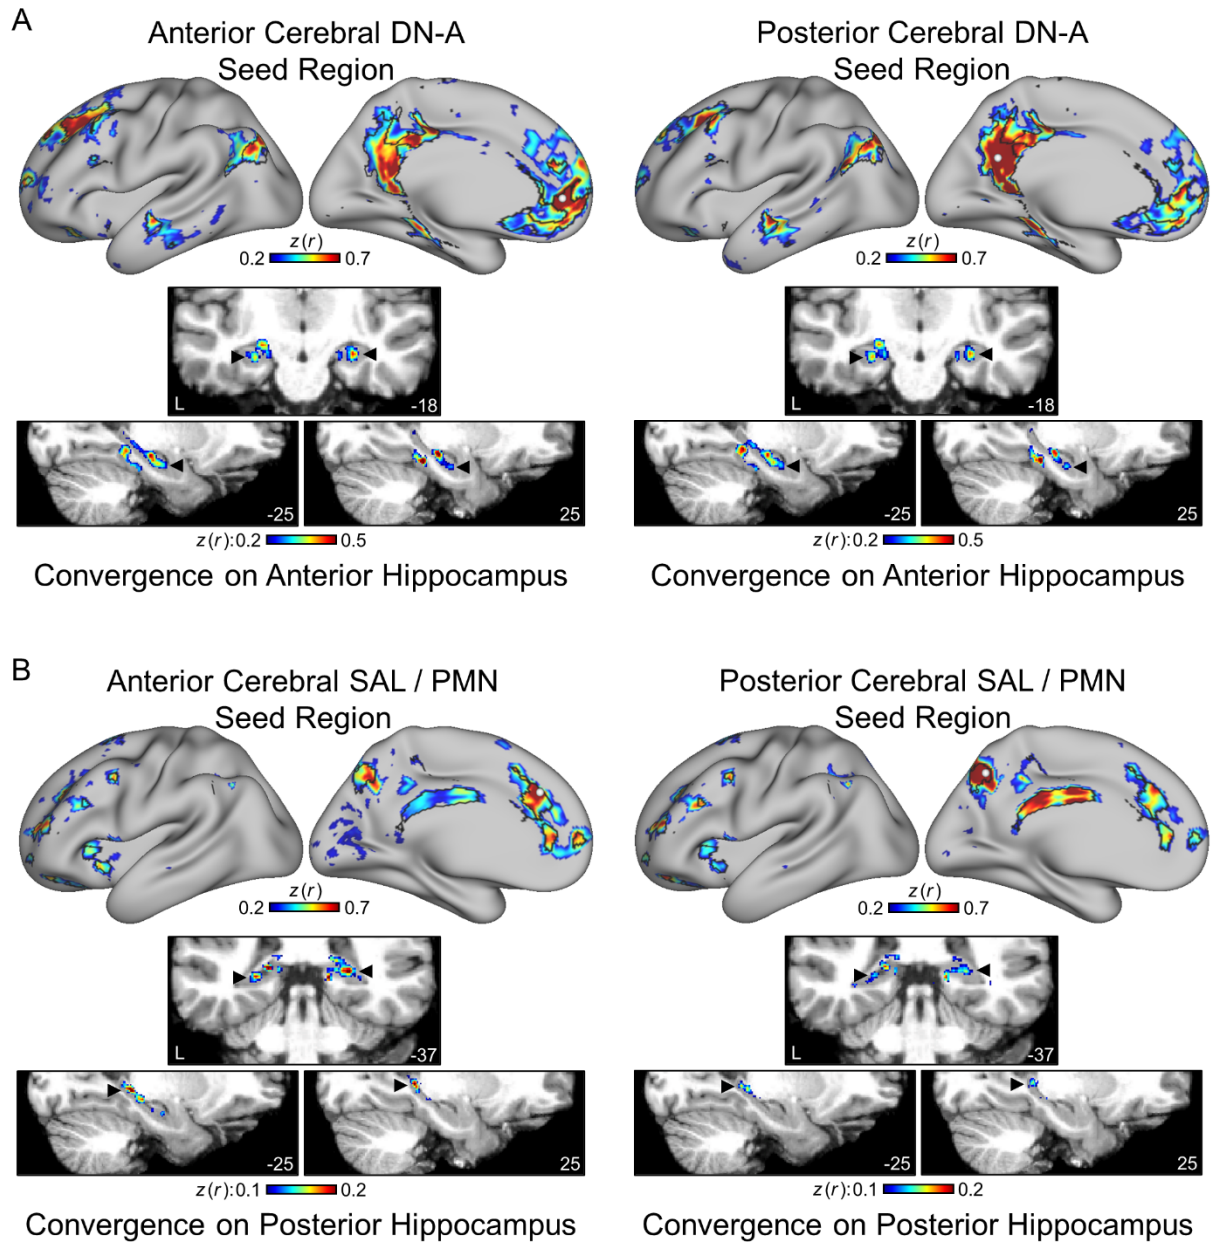 A
Anterior Cerebral DN-A
Seed Region
Posterior Cerebral DN-A
Seed Region
z(r)
0.2 0.7
z(r)
0.2 0.7
L -18
L -18
-25 25
-25 25
z(r):0.2 0.5
z(r):0.2 0.5
Convergence on Anterior Hippocampus
Convergence on Anterior Hippocampus
B
Anterior Cerebral SAL / PMN
Seed Region
Posterior Cerebral SAL / PMN
Seed Region
z(r)
0.2 0.7
z(r)
0.2 0.7
L -37
L -37
-25 25
-25 25
z(r):0.1 0.2
z(r):0.1 0.2
Convergence on Posterior Hippocampus
Convergence on Posterior Hippocampus